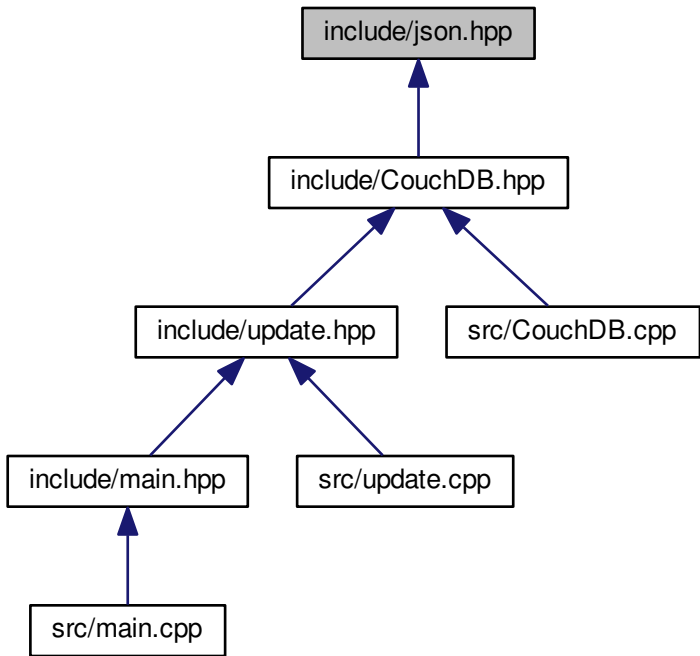 include/json.hpp
include/CouchDB.hpp
include/update.hpp
src/CouchDB.cpp
include/main.hpp
src/update.cpp
src/main.cpp